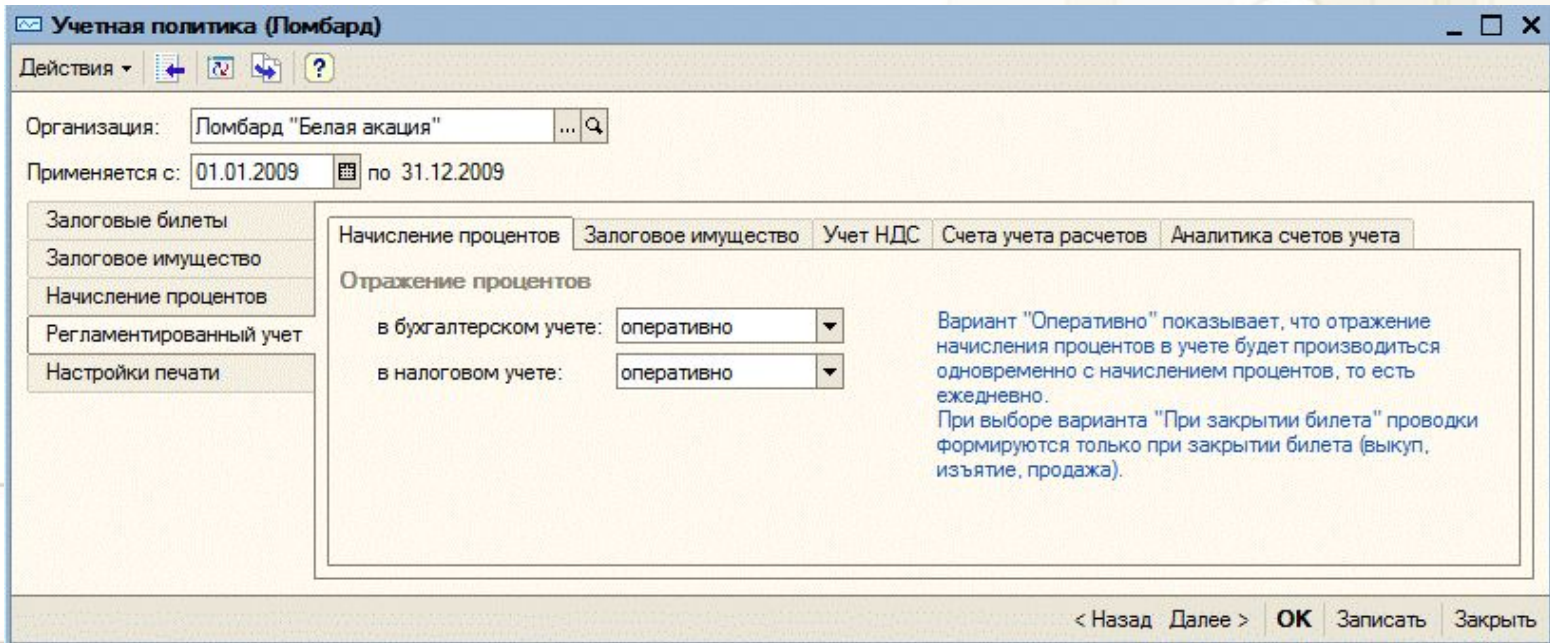 Учетная политика (Ломбард)
Действия
Организация: Ломбард "Белая акация" ...
Применяется с: 01.01.2009 по 31.12.2009
Залоговые билеты
Залоговое имущество
Начисление процентов
Регламентированный учет
Настройки печати
Начисление процентов Залоговое имущество Учет НДС Счета учета расчетов Аналитика счетов учета
Отражение процентов
в бухгалтерском учете: оперативно
в налоговом учете: оперативно
Вариант "Оперативно" показывает, что отражение
начисления процентов в учете будет производиться
одновременно с начислением процентов, то есть
ежедневно.
При выборе варианта "При закрытии билета" проводки
формируются только при закрытии билета (выкуп,
изъятие, продажа).
< Назад Далее > OK Записать Закрыть